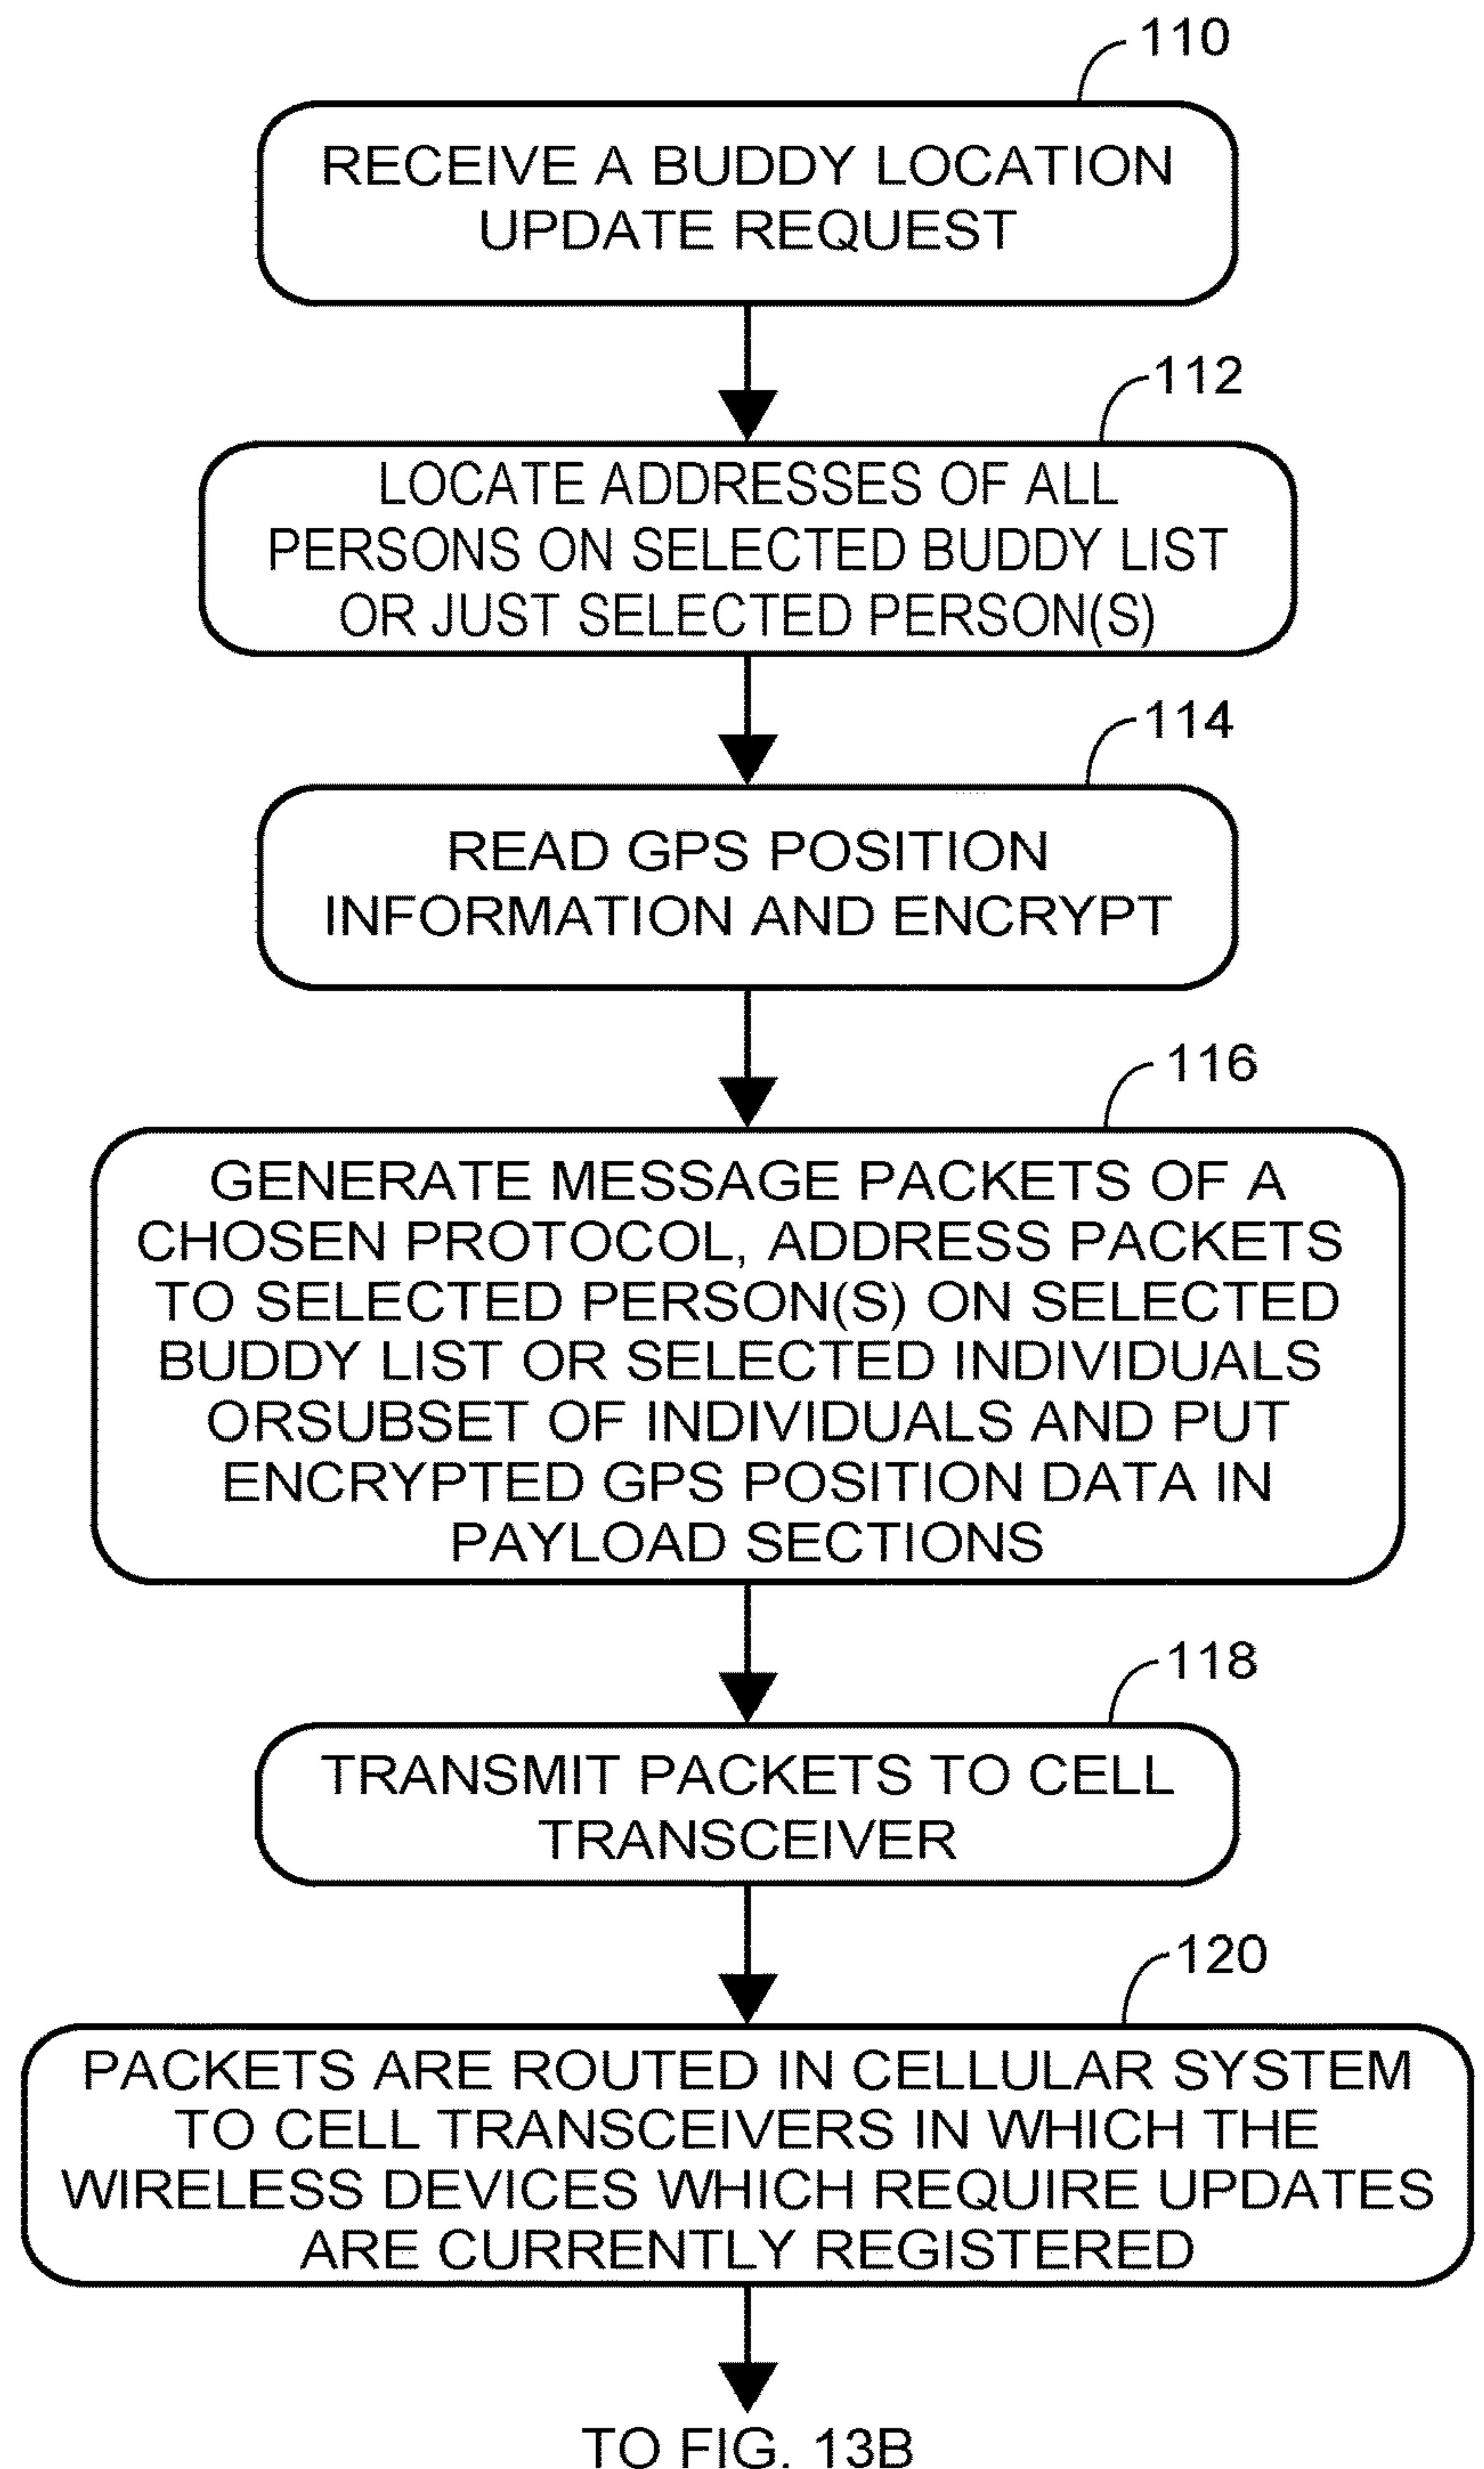 110
RECEIVE A BUDDY LOCATION
UPDATE REQUEST
112
LOCATE ADDRESSES OF ALL
PERSONS ON SELECTED BUDDY LIST
OR JUST SELECTED PERSON(S)
114
READ GPS POSITION
INFORMATION AND ENCRYPT
116
GENERATE MESSAGE PACKETS OF A
CHOSEN PROTOCOL, ADDRESS PACKETS
TO SELECTED PERSON(S) ON SELECTED
BUDDY LIST OR SELECTED INDIVIDUALS
ORSUBSET OF INDIVIDUALS AND PUT
ENCRYPTED GPS POSITION DATA IN
PAYLOAD SECTIONS
118
TRANSMIT PACKETS TO CELL
TRANSCEIVER
120
PACKETS ARE ROUTED IN CELLULAR SYSTEM
TO CELL TRANSCEIVERS IN WHICH THE
WIRELESS DEVICES WHICH REQUIRE UPDATES
ARE CURRENTLY REGISTERED
TO FIG. 13B